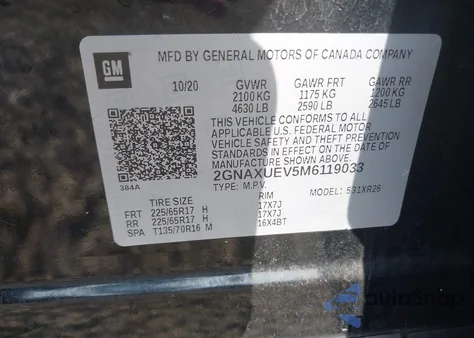 GM
MFD BY GENERAL MOTORS OF CANADA COMPANY
10/20 GVWR GAWR FRT GAWR RR
2100 KG 1175 KG 1200 KG
4630 LB 2590 LB 2645 LB
THIS VEHICLE CONFORMS TO ALL
APPLICABLE U.S. FEDERAL MOTOR
VEHICLE SAFETY AND THEFT
PREVENTION STANDARDS IN EFFECT ON
THE DATE OF MANUFACTURE SHOWN ABOVE.
2GNAXUEV5M6119033
TYPE: M.P.V. MODEL: 531XR26
384A
TIRE SIZE RIM
FRT 225/65R17 H 17X7J
RR 225/65R17 H 17X7J
SPA T135/70R16 M 16X4BT
AutoSnap